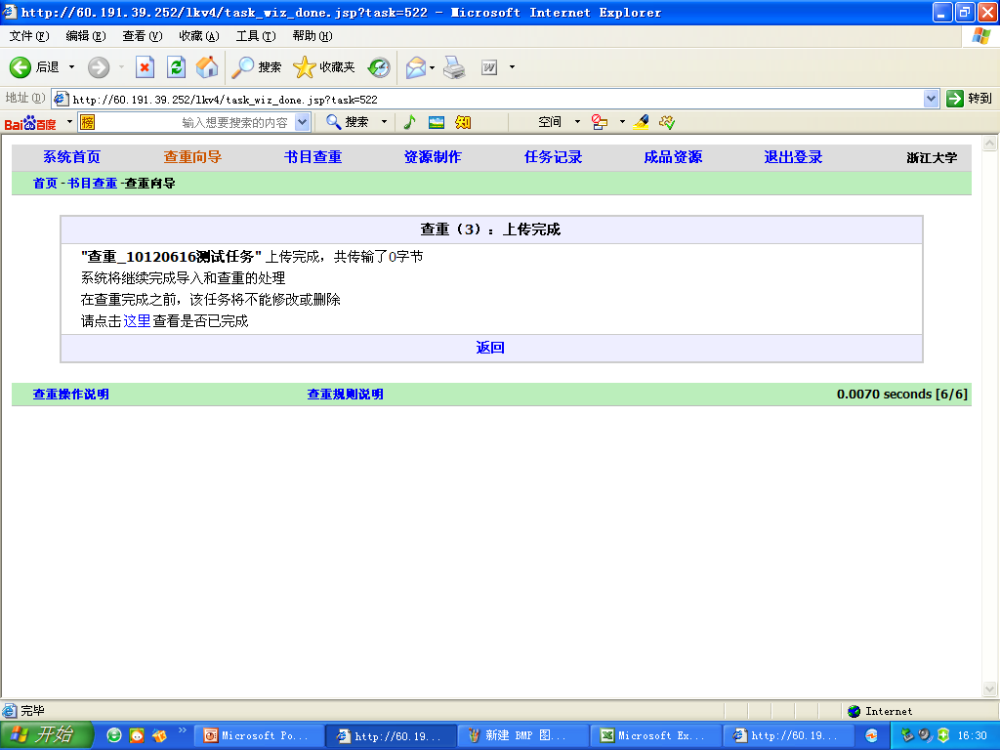 http://60.191.39.252/lkv4/task_wiz_done.jsp?task=522 - Microsoft Internet Explorer
文件(F) 编辑(E) 查看(V) 收藏(A) 工具(T) 帮助(H)
后退 搜索 收藏夹
地址(D) http://60.191.39.252/lkv4/task_wiz_done.jsp?task=522 转到
Bai百度 榜 输入想要搜索的内容 搜索 知 空间
系统首页 查重向导 书目查重 资源制作 任务记录 成品资源 退出登录 浙江大学
首页 - 书目查重 -查重向导
查重（3）：上传完成
"查重_10120616测试任务" 上传完成，共传输了0字节
系统将继续完成导入和查重的处理
在查重完成之前，该任务将不能修改或删除
请点击 这里 查看是否已完成
返回
查重操作说明 查重规则说明 0.0070 seconds [6/6]
完毕 Internet
开始 Microsoft Po... http://60.19... 新建 BMP 图... Microsoft Ex... http://60.19... 16:30